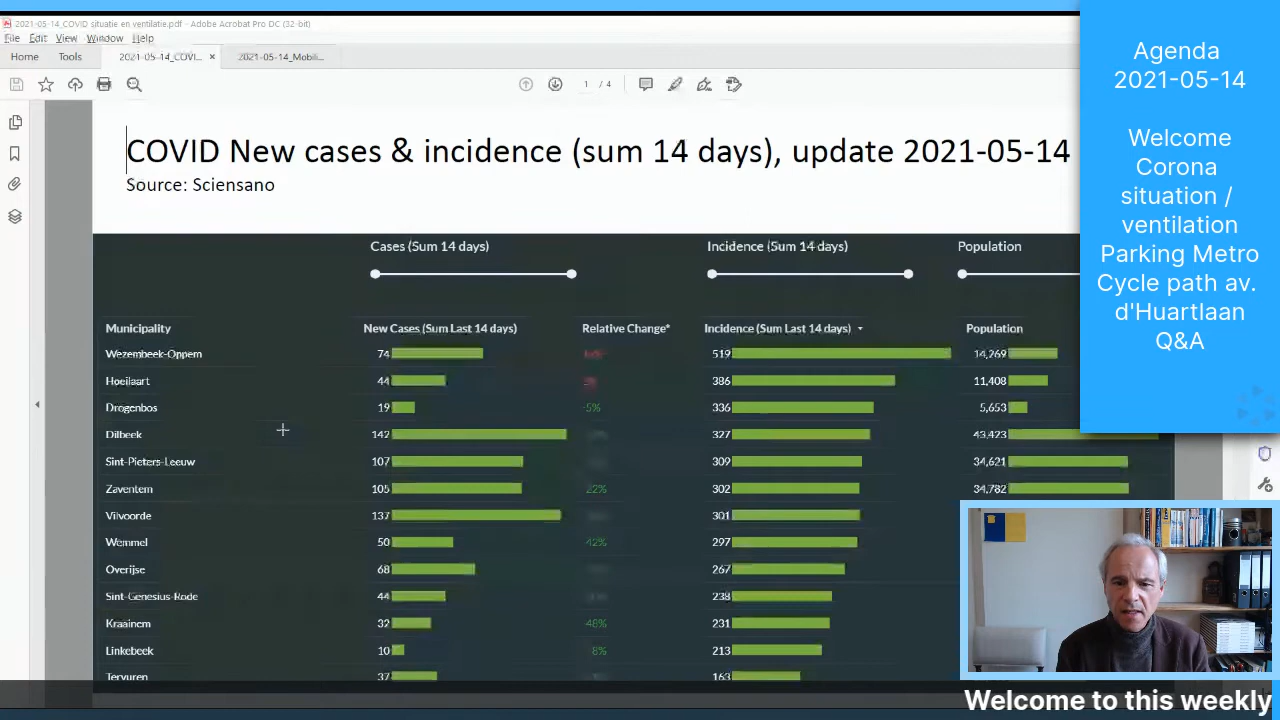 2021-05-14_COVID situatie en ventilatie.pdf - Adobe Acrobat Pro DC (32-bit)
File Edit View Window Help
Home Tools 2021-05-14_COVI... × 2021-05-14_Mobili...
1 / 4
COVID New cases & incidence (sum 14 days), update 2021-05-14
Source: Sciensano
Cases (Sum 14 days) Incidence (Sum 14 days) Population
Municipality New Cases (Sum Last 14 days) Relative Change* Incidence (Sum Last 14 days) Population
Wezembeek-Oppem 74 519 14,269
Hoeilaart 44 386 11,408
Drogenbos 19 -5% 336 5,653
Dilbeek 142 327 43,423
Sint-Pieters-Leeuw 107 309 34,621
Zaventem 105 -22% 302 34,782
Vilvoorde 137 301
Wemmel 50 -42% 297
Overijse 68 267
Sint-Genesius-Rode 44 238
Kraainem 32 -48% 231
Linkebeek 10 213
Tervuren 37 163
Agenda
2021-05-14
Welcome
Corona
situation /
ventilation
Parking Metro
Cycle path av.
d'Huartlaan
Q&A
Welcome to this weekly